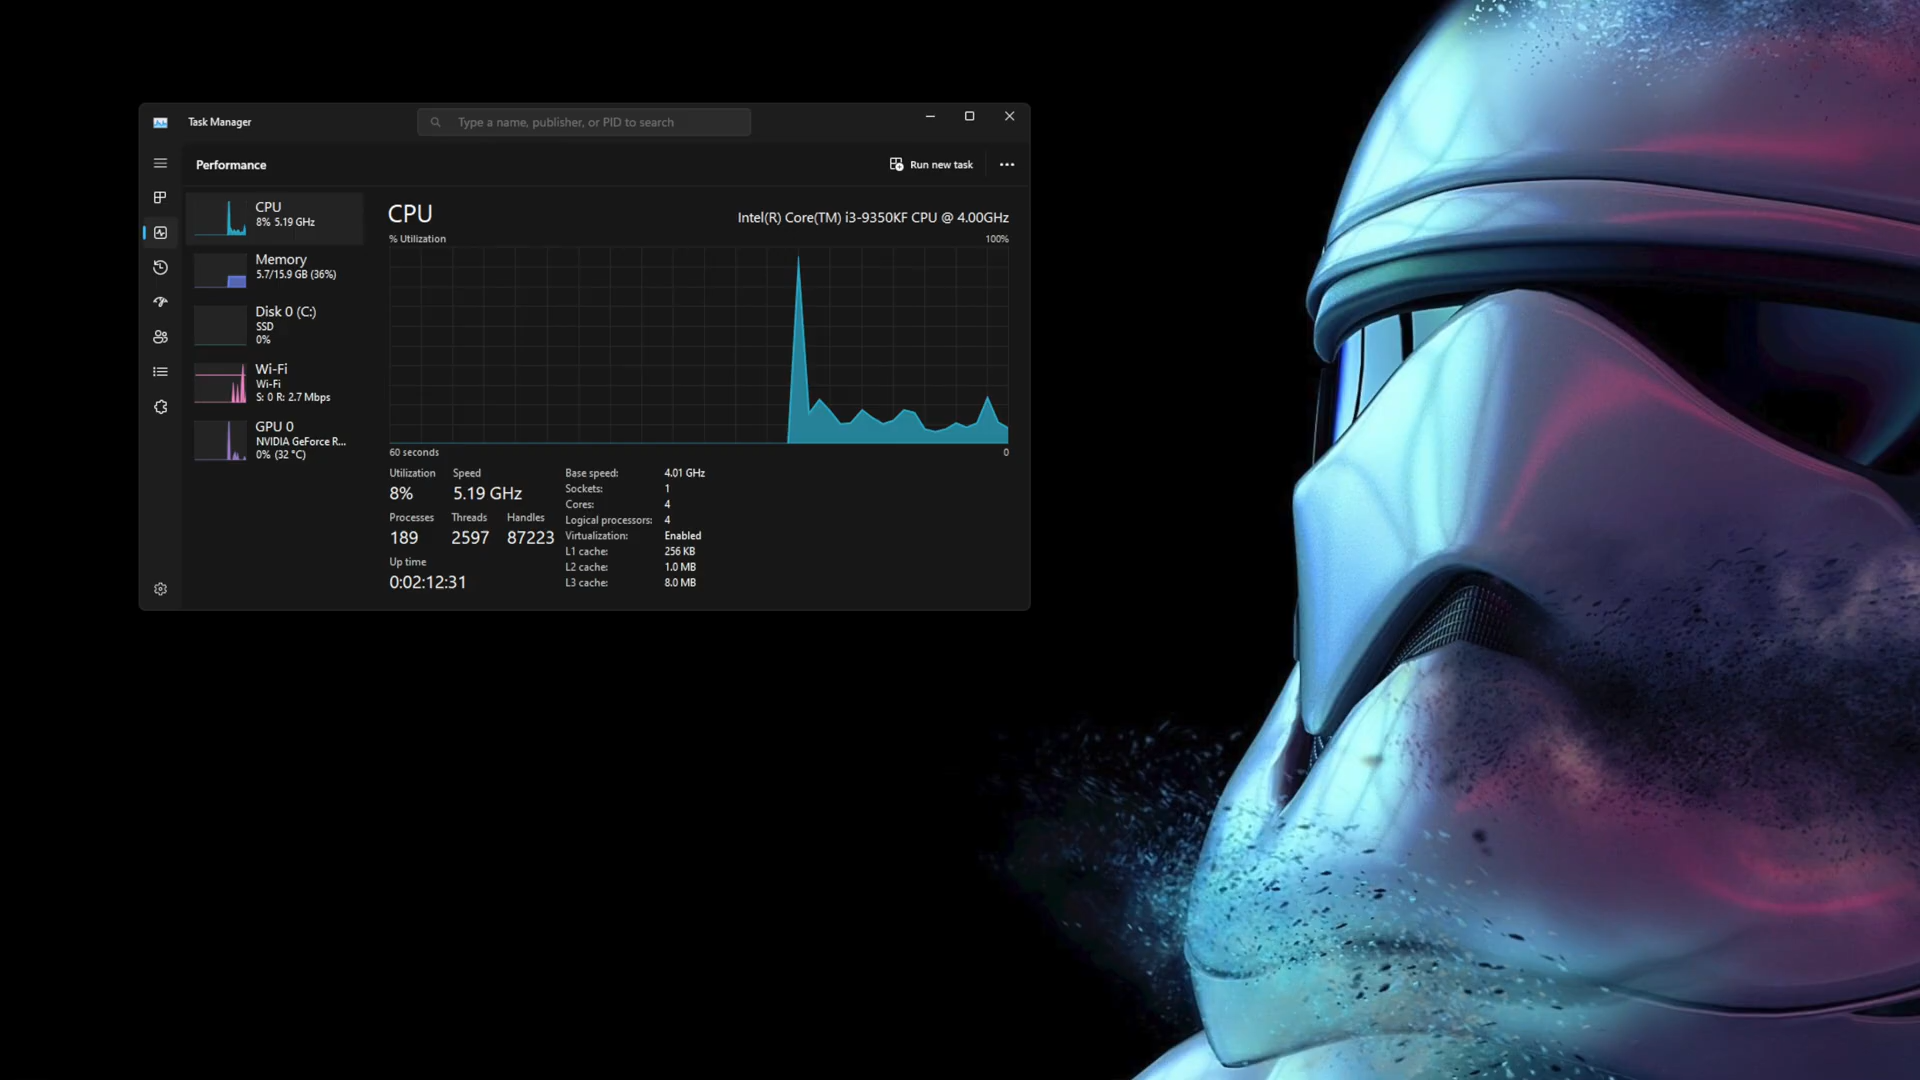 Task Manager
Type a name, publisher, or PID to search
Performance
Run new task
CPU
8% 5.19 GHz
Memory
5.7/15.9 GB (36%)
Disk 0 (C:)
SSD
0%
Wi-Fi
Wi-Fi
S: 0 R: 2.7 Mbps
GPU 0
NVIDIA GeForce R...
0% (32 °C)
CPU
Intel(R) Core(TM) i3-9350KF CPU @ 4.00GHz
% Utilization
100%
60 seconds
0
Utilization Speed
8% 5.19 GHz
Processes Threads Handles
189 2597 87223
Up time
0:02:12:31
Base speed: 4.01 GHz
Sockets: 1
Cores: 4
Logical processors: 4
Virtualization: Enabled
L1 cache: 256 KB
L2 cache: 1.0 MB
L3 cache: 8.0 MB